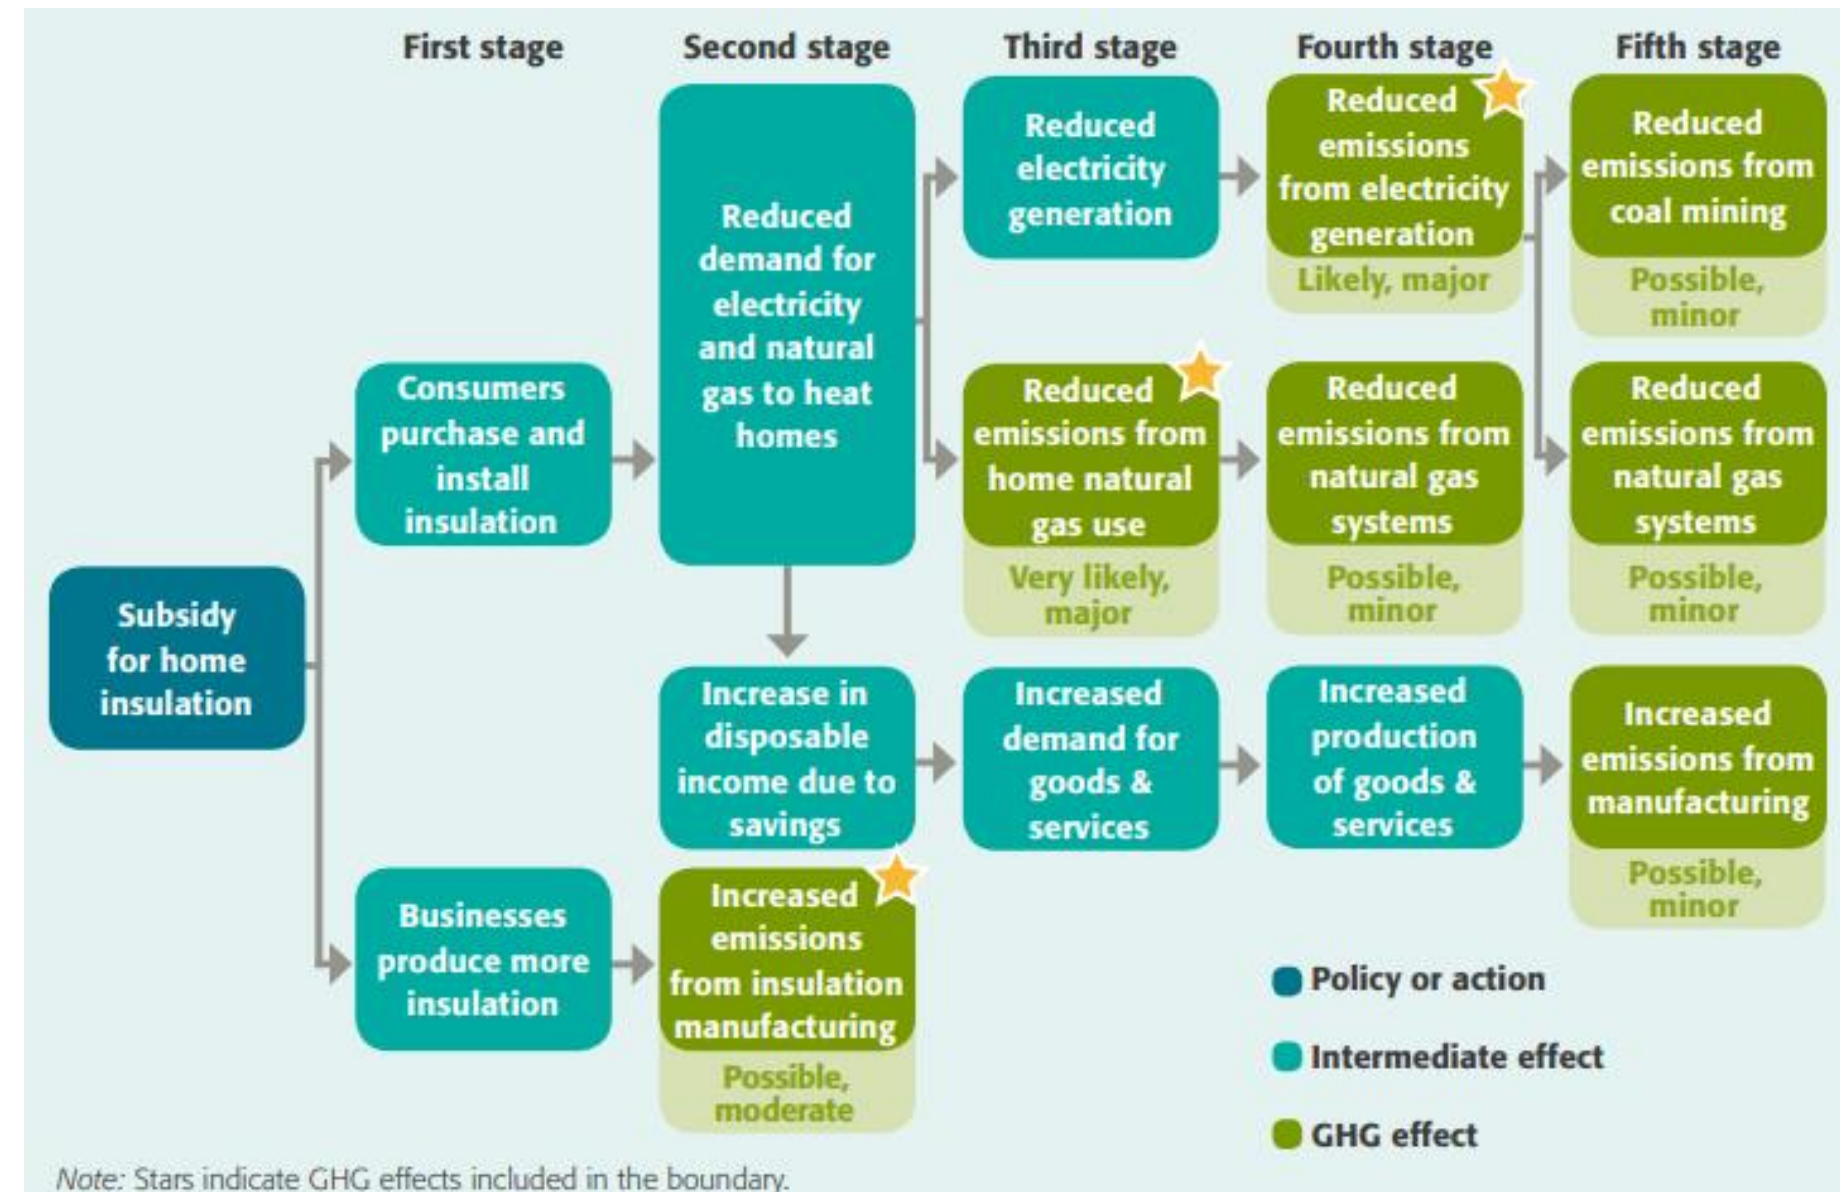 First stage
Second stage
Third stage
Fourth stage
Fifth stage
Subsidy
for home
insulation
Consumers
purchase and
install
insulation
Businesses
produce more
insulation
Reduced
demand for
electricity
and natural
gas to heat
homes
Increase in
disposable
income due to
savings
Increased
emissions
from insulation
manufacturing
Possible,
moderate
Reduced
electricity
generation
Reduced
emissions from
home natural
gas use
Very likely,
major
Increased
demand for
goods &
services
Reduced
emissions
from electricity
generation
Likely, major
Reduced
emissions from
natural gas
systems
Possible,
minor
Increased
production
of goods &
services
Reduced
emissions from
coal mining
Possible,
minor
Reduced
emissions from
natural gas
systems
Possible,
minor
Increased
emissions from
manufacturing
Possible,
minor
Policy or action
Intermediate effect
GHG effect
Note: Stars indicate GHG effects included in the boundary.